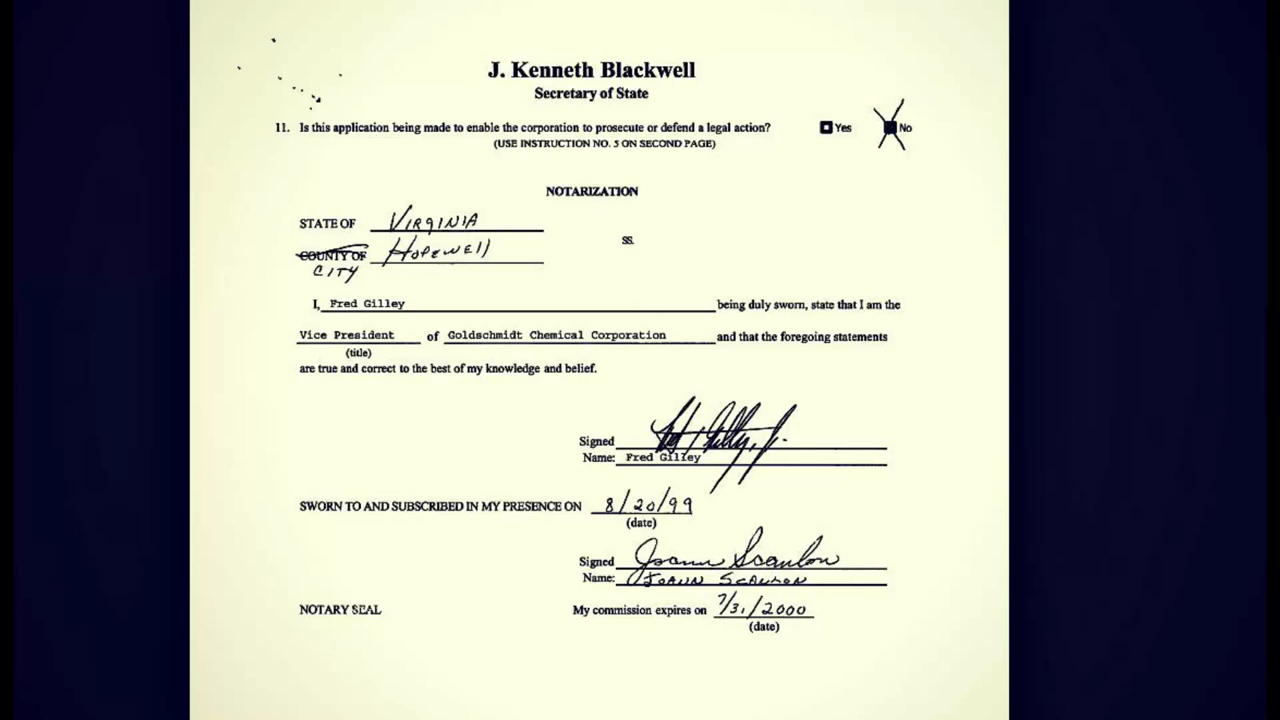 J. Kenneth Blackwell
Secretary of State
11. Is this application being made to enable the corporation to prosecute or defend a legal action? Yes No
(USE INSTRUCTION NO. 5 ON SECOND PAGE)
NOTARIZATION
STATE OF VIRGINIA
SS.
COUNTY OF HOPEWELL
CITY
I, Fred Gilley being duly sworn, state that I am the
Vice President of Goldschmidt Chemical Corporation and that the foregoing statements
(title)
are true and correct to the best of my knowledge and belief.
Signed
Name: Fred Gilley
SWORN TO AND SUBSCRIBED IN MY PRESENCE ON 8/20/99
(date)
Signed Joann Scanlon
Name: JOANN SCANLON
NOTARY SEAL My commission expires on 7/31/2000
(date)